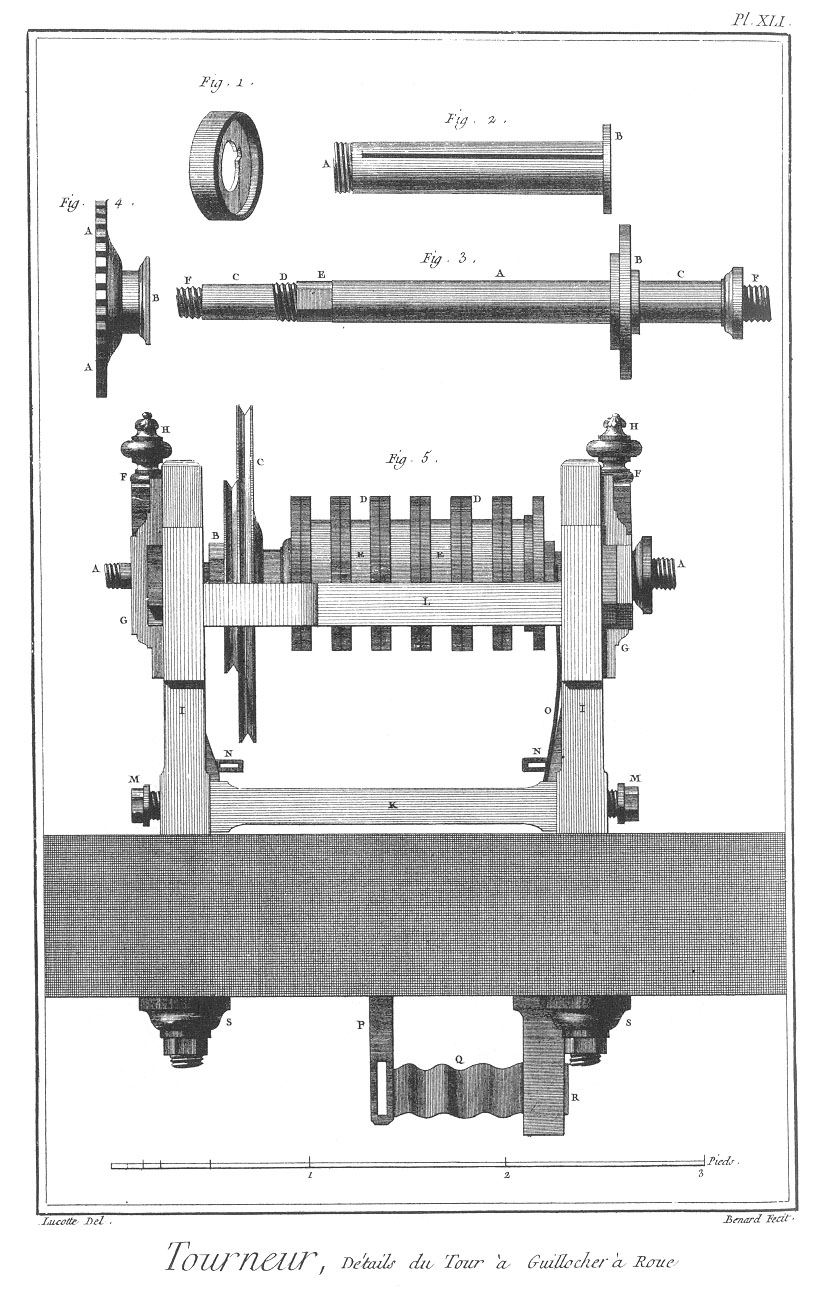 Pl. XLI.
Fig. 1.
Fig. 2.
A
B
Fig. 4.
A
B
A
Fig. 3.
F
C
D
E
A
B
C
F
Fig. 5.
H
H
F
F
C
D
D
B
E
E
A
A
L
G
G
I
I
O
N
N
M
M
K
S
P
S
Q
R
1
2
3
Pieds.
Lucotte Del.
Benard Fecit.
Tourneur, Détails du Tour à Guillocher à Roue